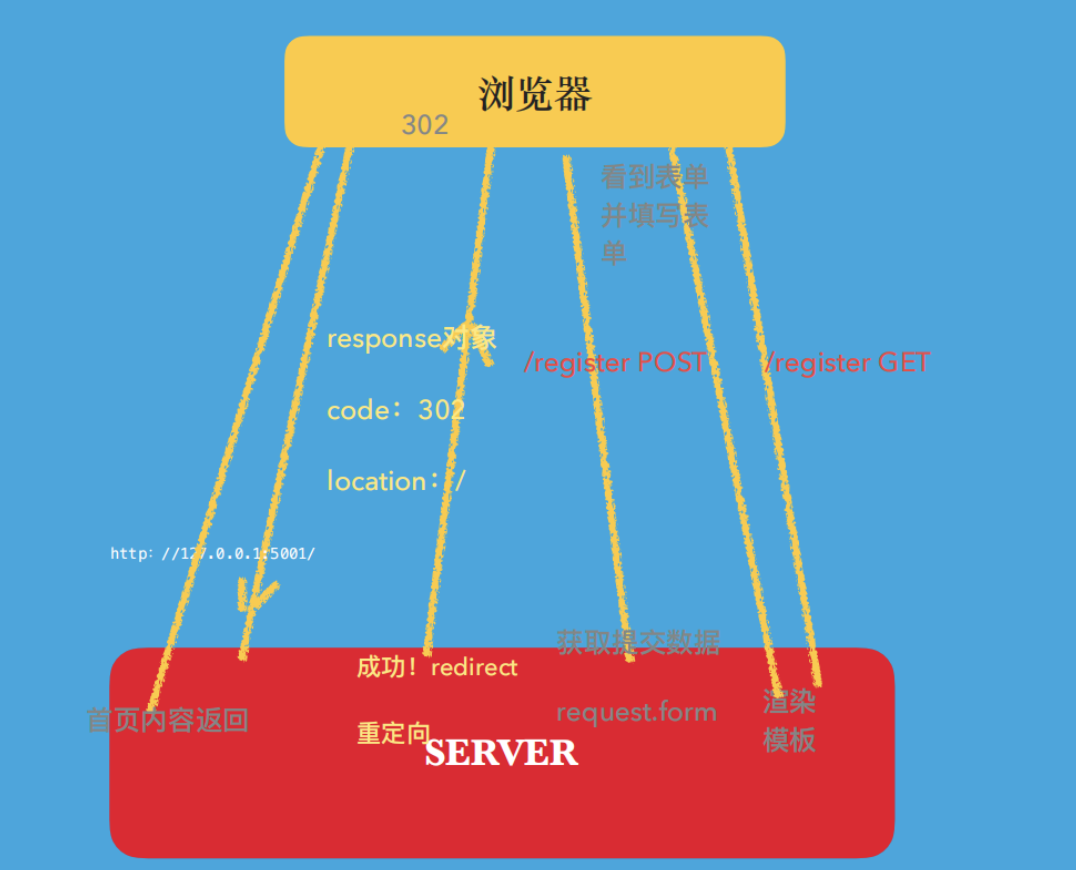 浏览器
302
看到表单
并填写表
单
response对象
/register POST
/register GET
code：302
location：/
http：//127.0.0.1:5001/
获取提交数据
成功！redirect
渲染
模板
request.form
首页内容返回
重定向
SERVER